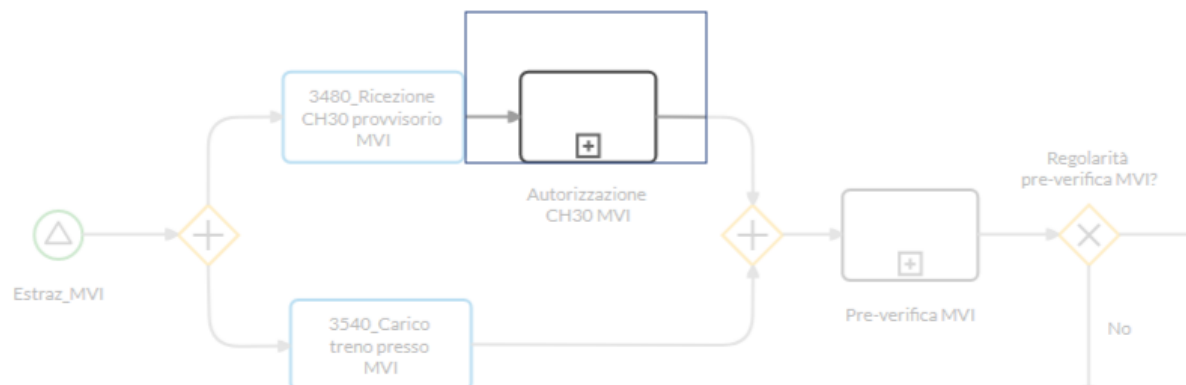 3480_Ricezione
CH30 provvisorio
MVI
Autorizzazione
CH30 MVI
Regolarità
pre-verifica MVI?
Estraz_MVI
Pre-verifica MVI
3540_Carico
treno presso
MVI
No